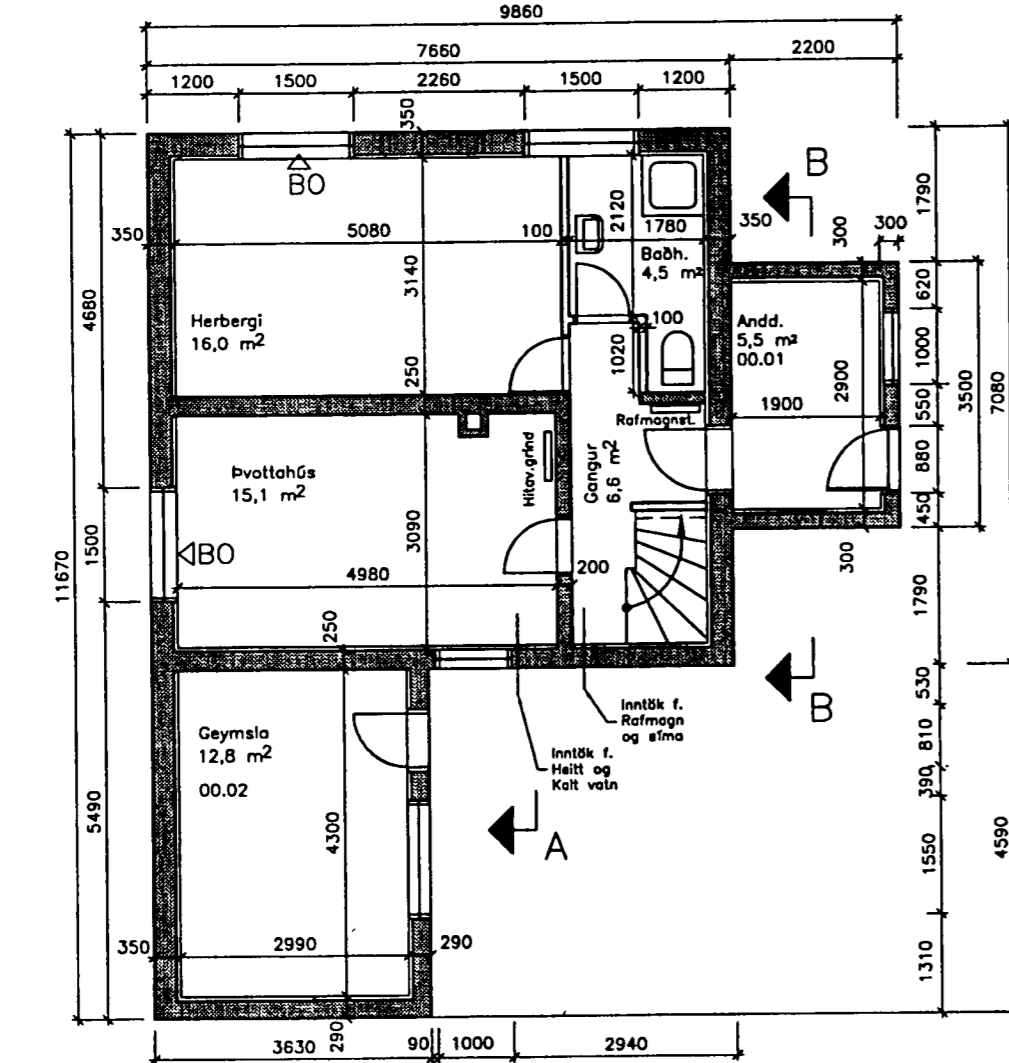 9860
7660
2200
1200
1500
2260
1500
1200
350
BO
B
1790
350
5080
100
2120
1780
350
300
300
Baðh.
4,5 m²
3140
4680
620
Herbergi
16,0 m²
100
Andd.
5,5 m²
00.01
1000
1020
250
2900
3500
7080
550
1900
Rafmagnst.
Hitav.grind
Gangur
6,6 m²
880
Þvottahús
15,1 m²
450
3090
1500
11670
BO
4980
200
300
1790
250
530
B
Inntök f.
Rafmagn
og síma
Geymsla
12,8 m²
00.02
810
Inntök f.
Heitt og
Kalt vatn
390
5490
4300
A
1550
4590
350
2990
290
1310
290
3630
90
1000
2940